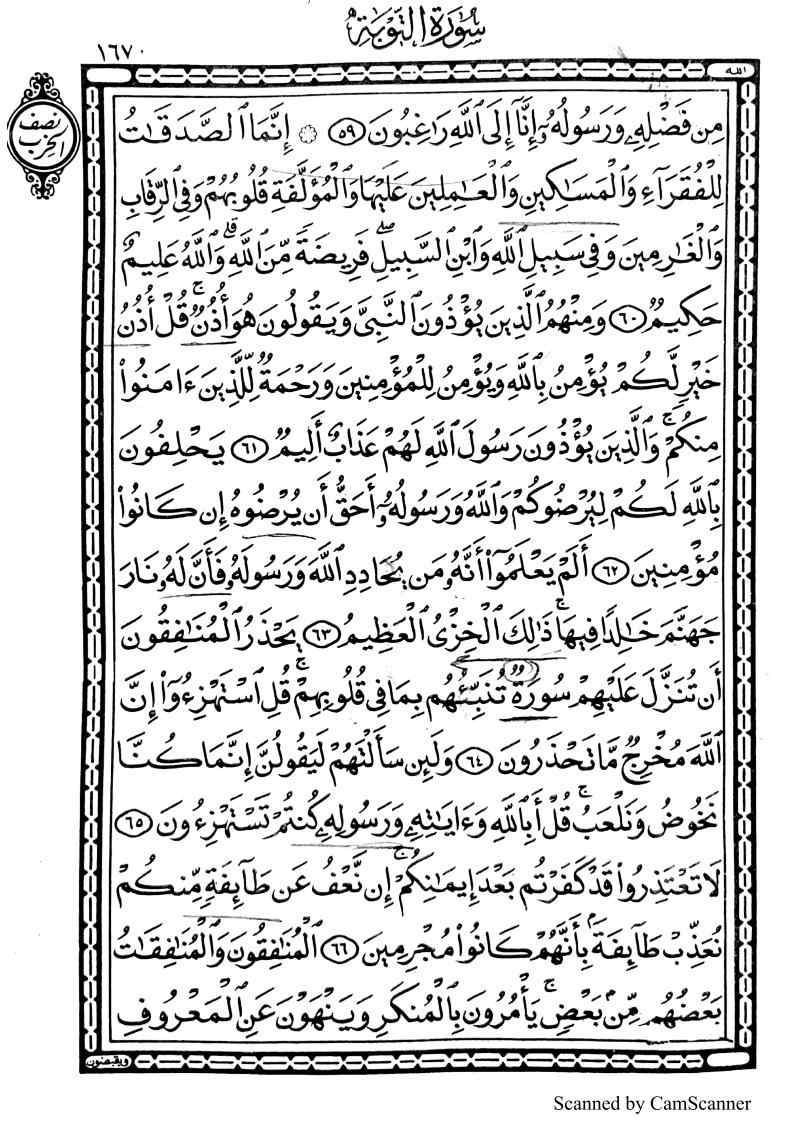 سُورَةُ التَّوْبَةِ
١٦٧٠
الله
نصف الحزب
مِن فَضْلِهِۦ وَرَسُولُهُۥٓ إِنَّآ إِلَى ٱللَّهِ رَٰغِبُونَ ٥٩ ۞ إِنَّمَا ٱلصَّدَقَٰتُ
لِلْفُقَرَآءِ وَٱلْمَسَٰكِينِ وَٱلْعَٰمِلِينَ عَلَيْهَا وَٱلْمُؤَلَّفَةِ قُلُوبُهُمْ وَفِى ٱلرِّقَابِ
وَٱلْغَٰرِمِينَ وَفِى سَبِيلِ ٱللَّهِ وَٱبْنِ ٱلسَّبِيلِۖ فَرِيضَةً مِّنَ ٱللَّهِۗ وَٱللَّهُ عَلِيمٌ
حَكِيمٌ ٦٠ وَمِنْهُمُ ٱلَّذِينَ يُؤْذُونَ ٱلنَّبِىَّ وَيَقُولُونَ هُوَ أُذُنٌۚ قُلْ أُذُنُ
خَيْرٍ لَّكُمْ يُؤْمِنُ بِٱللَّهِ وَيُؤْمِنُ لِلْمُؤْمِنِينَ وَرَحْمَةٌ لِّلَّذِينَ ءَامَنُوا۟
مِنكُمْۚ وَٱلَّذِينَ يُؤْذُونَ رَسُولَ ٱللَّهِ لَهُمْ عَذَابٌ أَلِيمٌ ٦١ يَحْلِفُونَ
بِٱللَّهِ لَكُمْ لِيُرْضُوكُمْ وَٱللَّهُ وَرَسُولُهُۥٓ أَحَقُّ أَن يُرْضُوهُ إِن كَانُوا۟
مُؤْمِنِينَ ٦٢ أَلَمْ يَعْلَمُوٓا۟ أَنَّهُۥ مَن يُحَادِدِ ٱللَّهَ وَرَسُولَهُۥ فَأَنَّ لَهُۥ نَارَ
جَهَنَّمَ خَٰلِدًا فِيهَاۚ ذَٰلِكَ ٱلْخِزْىُ ٱلْعَظِيمُ ٦٣ يَحْذَرُ ٱلْمُنَٰفِقُونَ
أَن تُنَزَّلَ عَلَيْهِمْ سُورَةٌ تُنَبِّئُهُم بِمَا فِى قُلُوبِهِمْۚ قُلِ ٱسْتَهْزِءُوٓا۟ إِنَّ
ٱللَّهَ مُخْرِجٌ مَّا تَحْذَرُونَ ٦٤ وَلَئِن سَأَلْتَهُمْ لَيَقُولُنَّ إِنَّمَا كُنَّا
نَخُوضُ وَنَلْعَبُۚ قُلْ أَبِٱللَّهِ وَءَايَٰتِهِۦ وَرَسُولِهِۦ كُنتُمْ تَسْتَهْزِءُونَ ٦٥
لَا تَعْتَذِرُوا۟ قَدْ كَفَرْتُم بَعْدَ إِيمَٰنِكُمْۚ إِن نَّعْفُ عَن طَآئِفَةٍ مِّنكُمْ
نُعَذِّبْ طَآئِفَةًۢ بِأَنَّهُمْ كَانُوا۟ مُجْرِمِينَ ٦٦ ٱلْمُنَٰفِقُونَ وَٱلْمُنَٰفِقَٰتُ
بَعْضُهُم مِّنۢ بَعْضٍۚ يَأْمُرُونَ بِٱلْمُنكَرِ وَيَنْهَوْنَ عَنِ ٱلْمَعْرُوفِ
ويقبضون
Scanned by CamScanner